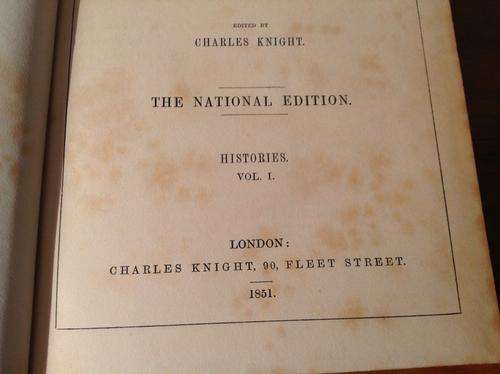 EDITED BY
CHARLES KNIGHT.
THE NATIONAL EDITION.
HISTORIES.
VOL. I.
LONDON:
CHARLES KNIGHT, 90, FLEET STREET.
1851.